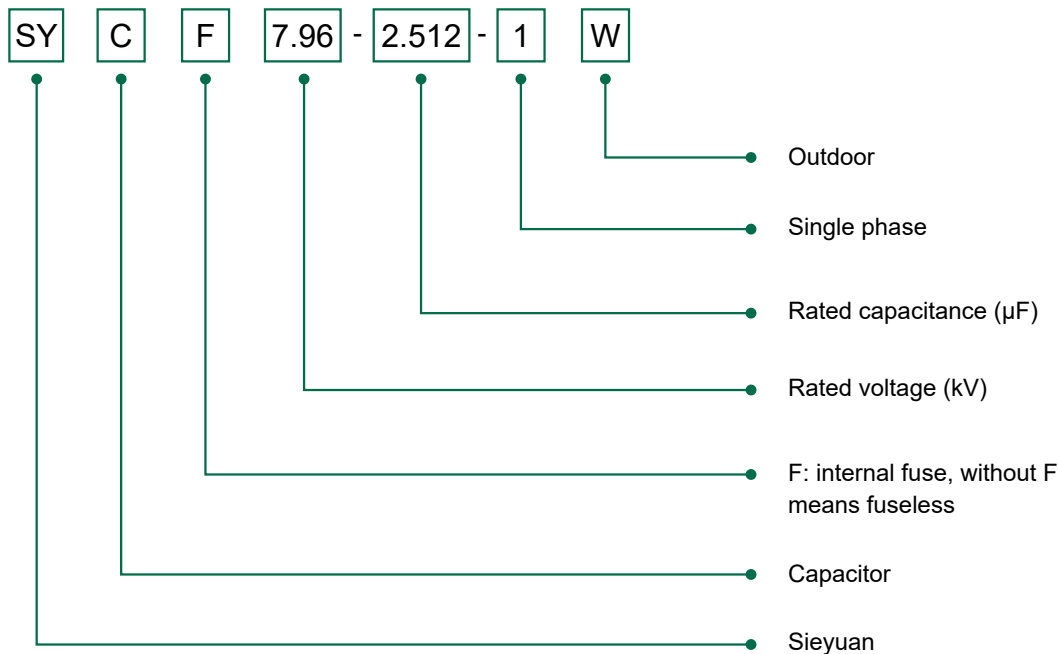 SY C F 7.96 - 2.512 - 1 W
Outdoor
Single phase
Rated capacitance (μF)
Rated voltage (kV)
F: internal fuse, without F
means fuseless
Capacitor
Sieyuan